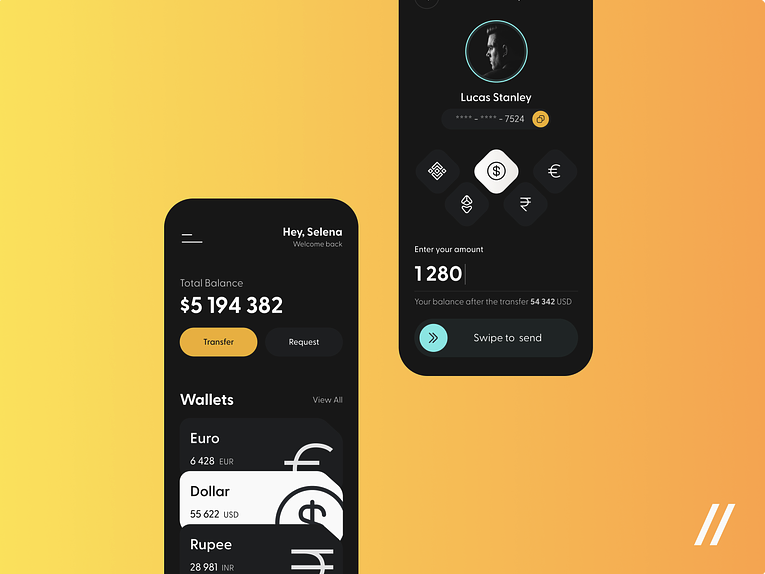 Lucas Stanley
**** - **** - 7524
$
€
₹
Enter your amount
1 280
Your balance after the transfer 54 342 USD
Swipe to send
Hey, Selena
Welcome back
Total Balance
$5 194 382
Transfer
Request
Wallets
View All
Euro
6 428 EUR
€
Dollar
55 622 USD
$
Rupee
28 981 INR
₹